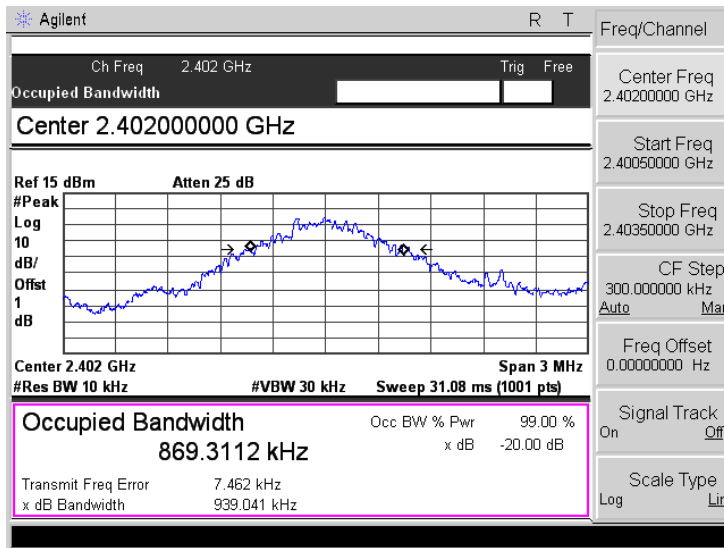 Agilent R T
Ch Freq 2.402 GHz Trig Free
Occupied Bandwidth
Center 2.402000000 GHz
Ref 15 dBm Atten 25 dB
#Peak
Log
10
dB/
Offst
1
dB
Center 2.402 GHz Span 3 MHz
#Res BW 10 kHz #VBW 30 kHz Sweep 31.08 ms (1001 pts)
Occupied Bandwidth Occ BW % Pwr 99.00 %
869.3112 kHz x dB -20.00 dB
Transmit Freq Error 7.462 kHz
x dB Bandwidth 939.041 kHz
Freq/Channel
Center Freq
2.40200000 GHz
Start Freq
2.40050000 GHz
Stop Freq
2.40350000 GHz
CF Step
300.000000 kHz
Auto Man
Freq Offset
0.00000000 Hz
Signal Track
On Off
Scale Type
Log Lin